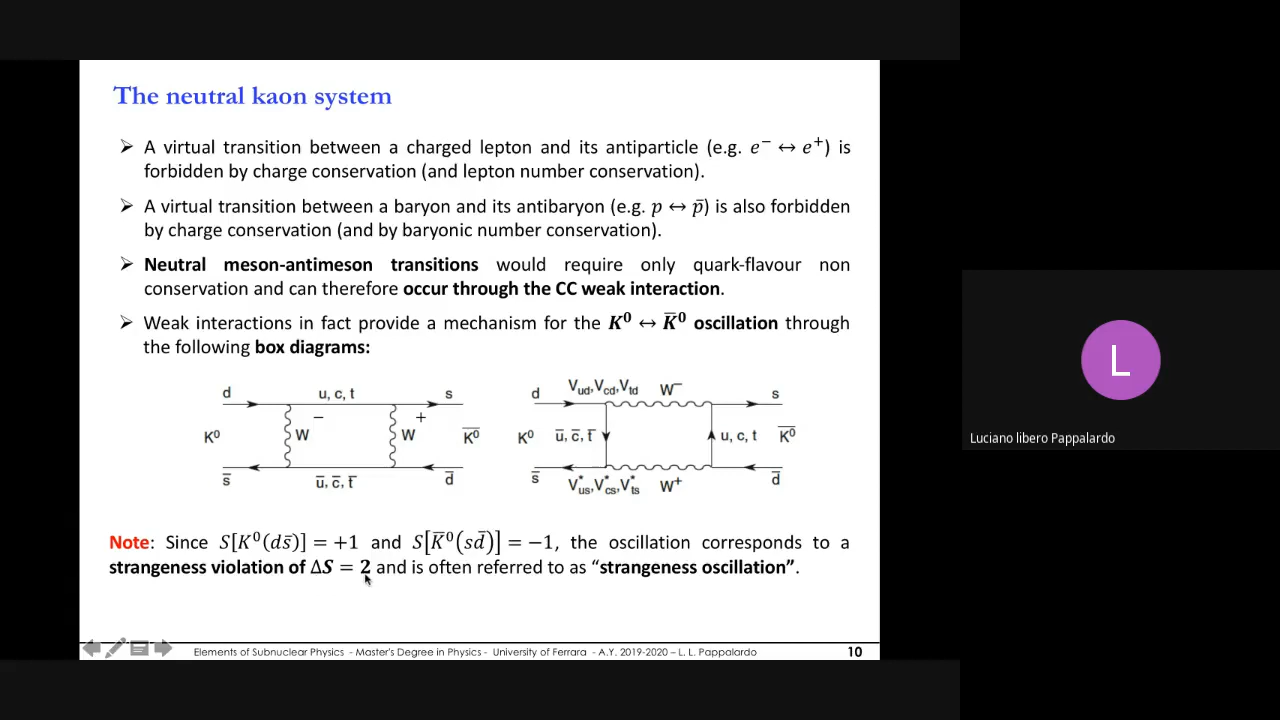 The neutral kaon system
➢ A virtual transition between a charged lepton and its antiparticle (e.g. e⁻ ↔ e⁺) is
forbidden by charge conservation (and lepton number conservation).
➢ A virtual transition between a baryon and its antibaryon (e.g. p ↔ p̄) is also forbidden
by charge conservation (and by baryonic number conservation).
➢ Neutral meson-antimeson transitions would require only quark-flavour non
conservation and can therefore occur through the CC weak interaction.
➢ Weak interactions in fact provide a mechanism for the K⁰ ↔ K̄⁰ oscillation through
the following box diagrams:
d u, c, t s
− +
K⁰ W W K̄⁰
s̄ ū, c̄, t̄ d̄
d V_ud, V_cd, V_td W⁻ s
K⁰ ū, c̄, t̄ u, c, t K̄⁰
s̄ V*_us, V*_cs, V*_ts W⁺ d̄
Note: Since S[K⁰(ds̄)] = +1 and S[K̄⁰(sd̄)] = −1, the oscillation corresponds to a
strangeness violation of ΔS = 2 and is often referred to as “strangeness oscillation”.
Elements of Subnuclear Physics - Master's Degree in Physics - University of Ferrara - A.Y. 2019-2020 – L. L. Pappalardo 10
L
Luciano libero Pappalardo